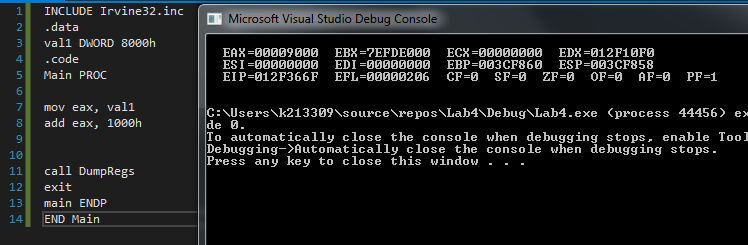 1 INCLUDE Irvine32.inc
2 .data
3 val1 DWORD 8000h
4 .code
5 Main PROC
6
7 mov eax, val1
8 add eax, 1000h
9
10
11 call DumpRegs
12 exit
13 main ENDP
14 END Main
Microsoft Visual Studio Debug Console
EAX=00009000 EBX=7EFDE000 ECX=00000000 EDX=012F10F0
ESI=00000000 EDI=00000000 EBP=003CF860 ESP=003CF858
EIP=012F366F EFL=00000206 CF=0 SF=0 ZF=0 OF=0 AF=0 PF=1
C:\Users\k213309\source\repos\Lab4\Debug\Lab4.exe (process 44456) ex
de 0.
To automatically close the console when debugging stops, enable Tool
Debugging->Automatically close the console when debugging stops.
Press any key to close this window . . .